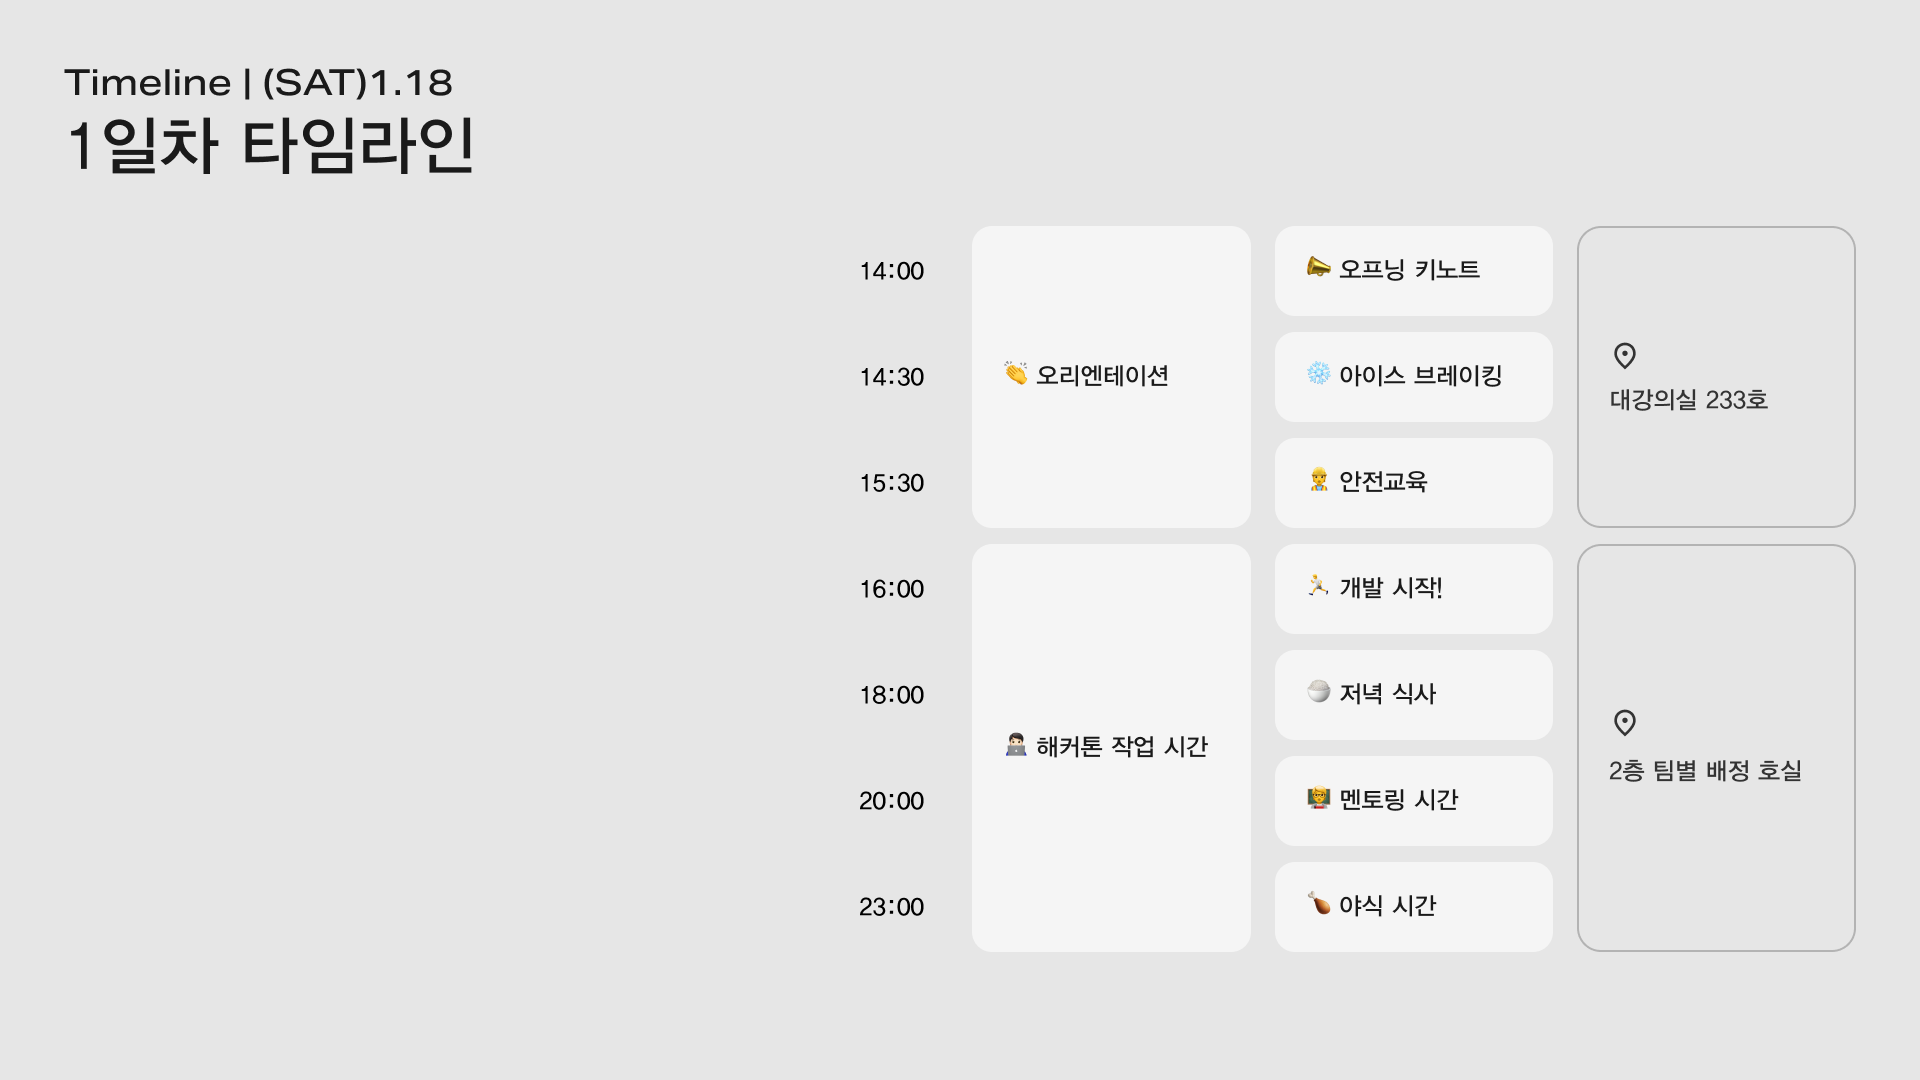 Timeline | (SAT)1.18
1일차 타임라인
14:00
오프닝 키노트
14:30
오리엔테이션
아이스 브레이킹
대강의실 233호
15:30
안전교육
16:00
개발 시작!
18:00
저녁 식사
해커톤 작업 시간
2층 팀별 배정 호실
20:00
멘토링 시간
23:00
야식 시간